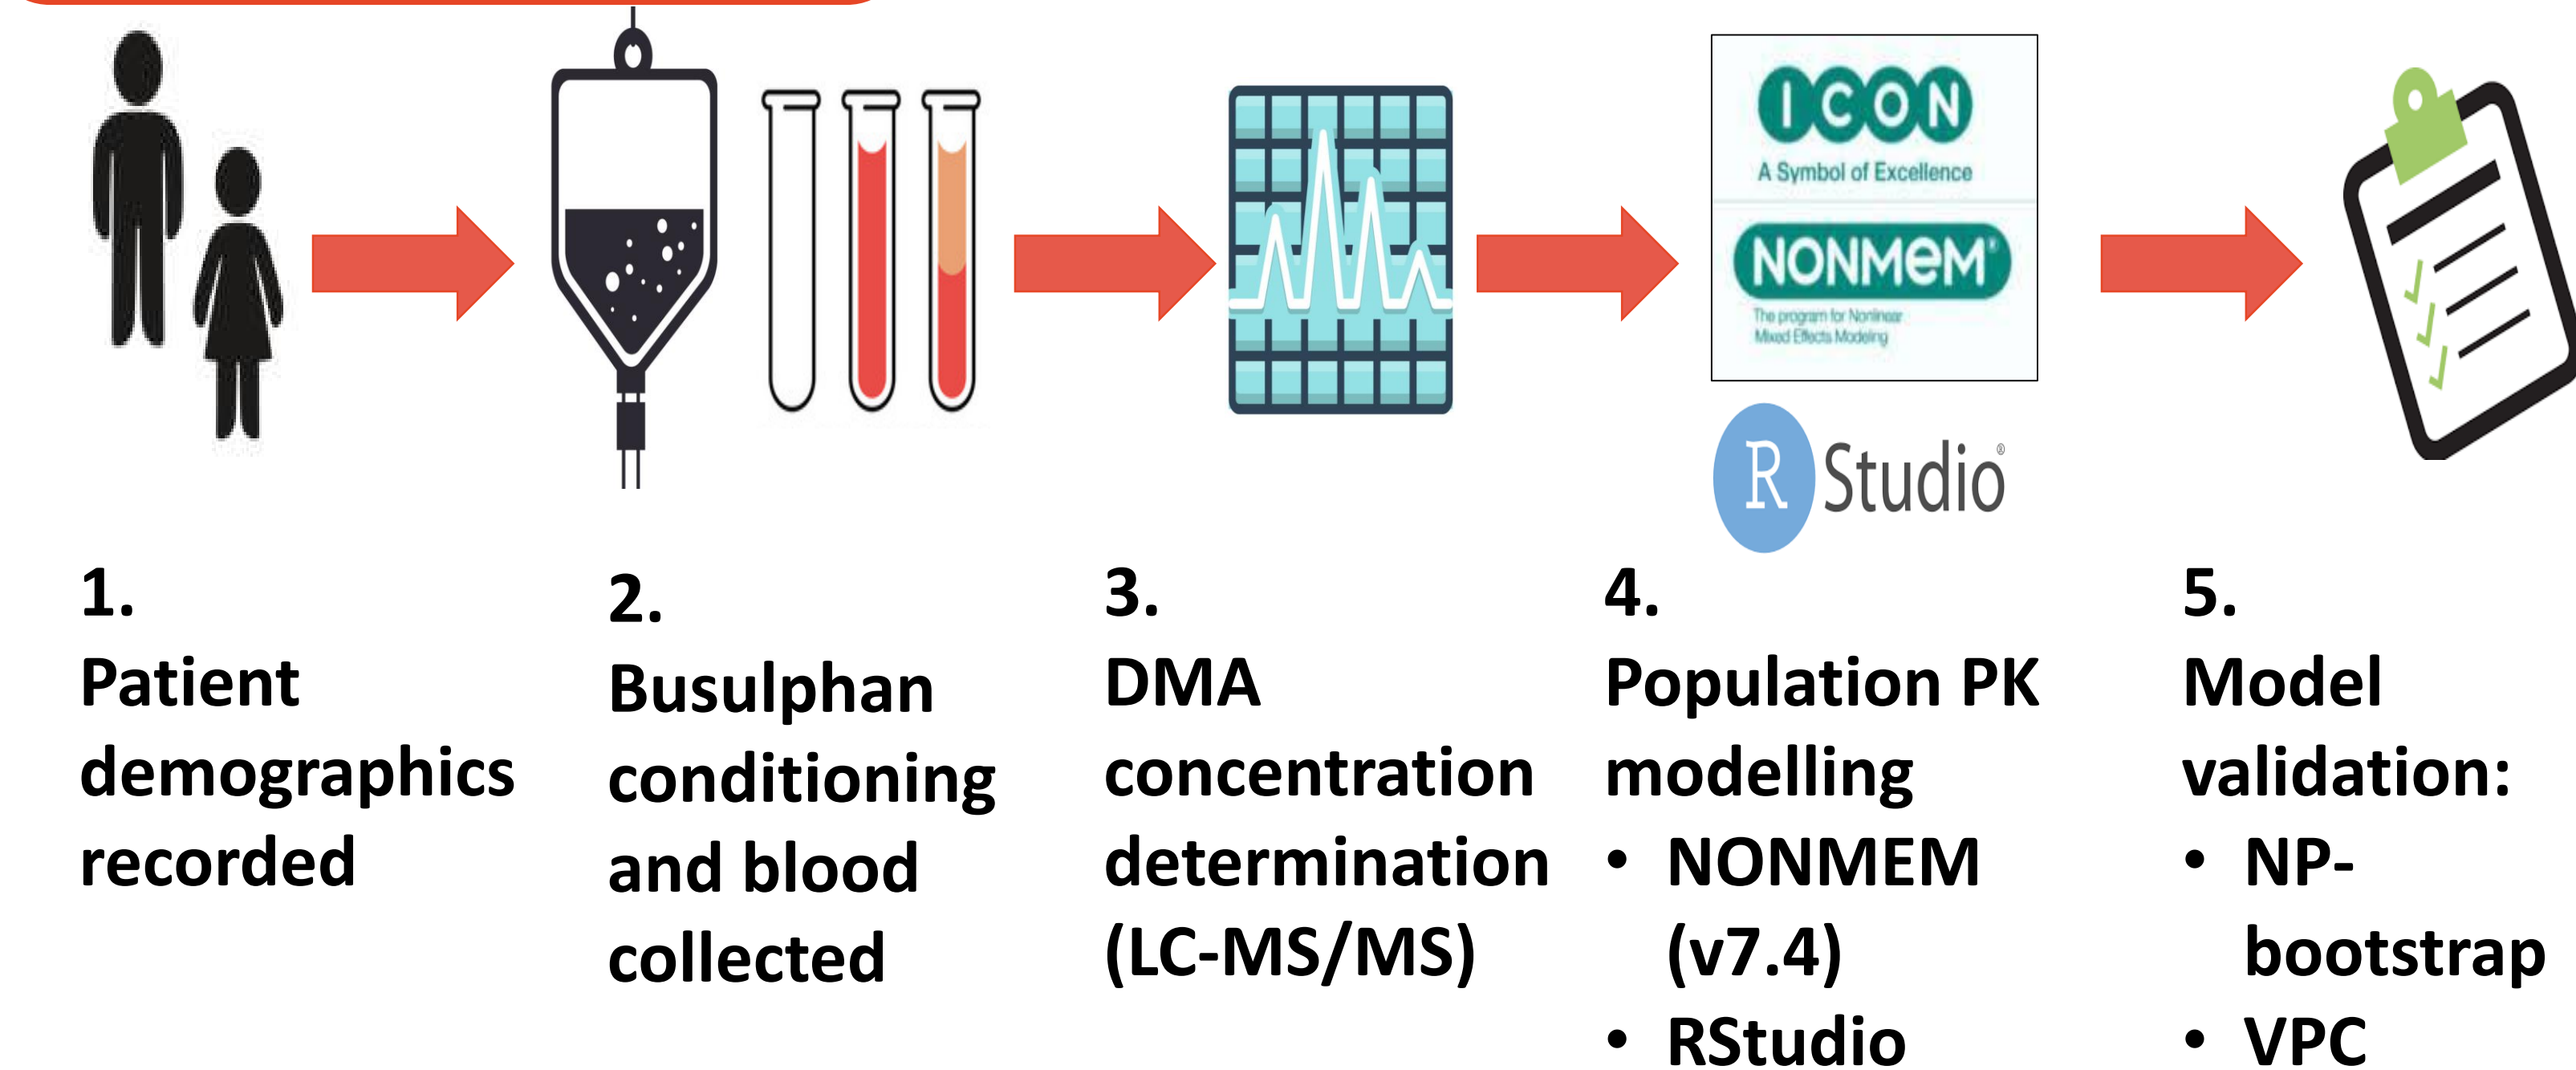 ICON
A Symbol of Excellence
NONMEM®
The program for Nonlinear
Mixed Effects Modeling
R Studio®
1.
Patient
demographics
recorded
2.
Busulphan
conditioning
and blood
collected
3.
DMA
concentration
determination
(LC-MS/MS)
4.
Population PK
modelling
• NONMEM
(v7.4)
• RStudio
5.
Model
validation:
• NP-
bootstrap
• VPC